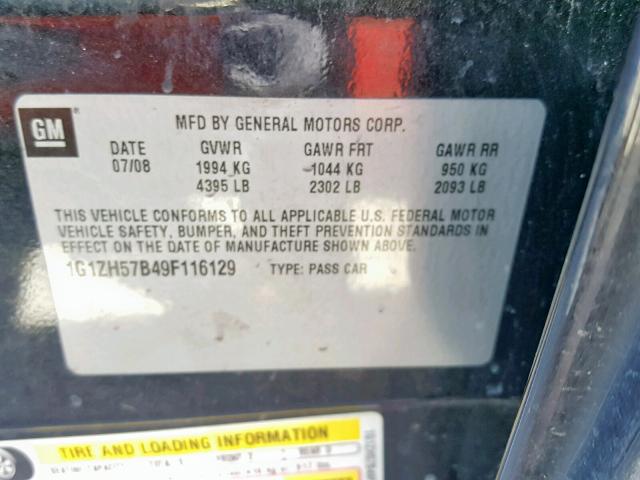 GM
MFD BY GENERAL MOTORS CORP.
DATE GVWR GAWR FRT GAWR RR
07/08 1994 KG 1044 KG 950 KG
4395 LB 2302 LB 2093 LB
THIS VEHICLE CONFORMS TO ALL APPLICABLE U.S. FEDERAL MOTOR
VEHICLE SAFETY, BUMPER, AND THEFT PREVENTION STANDARDS IN
EFFECT ON THE DATE OF MANUFACTURE SHOWN ABOVE.
1G1ZH57B49F116129 TYPE: PASS CAR
TIRE AND LOADING INFORMATION